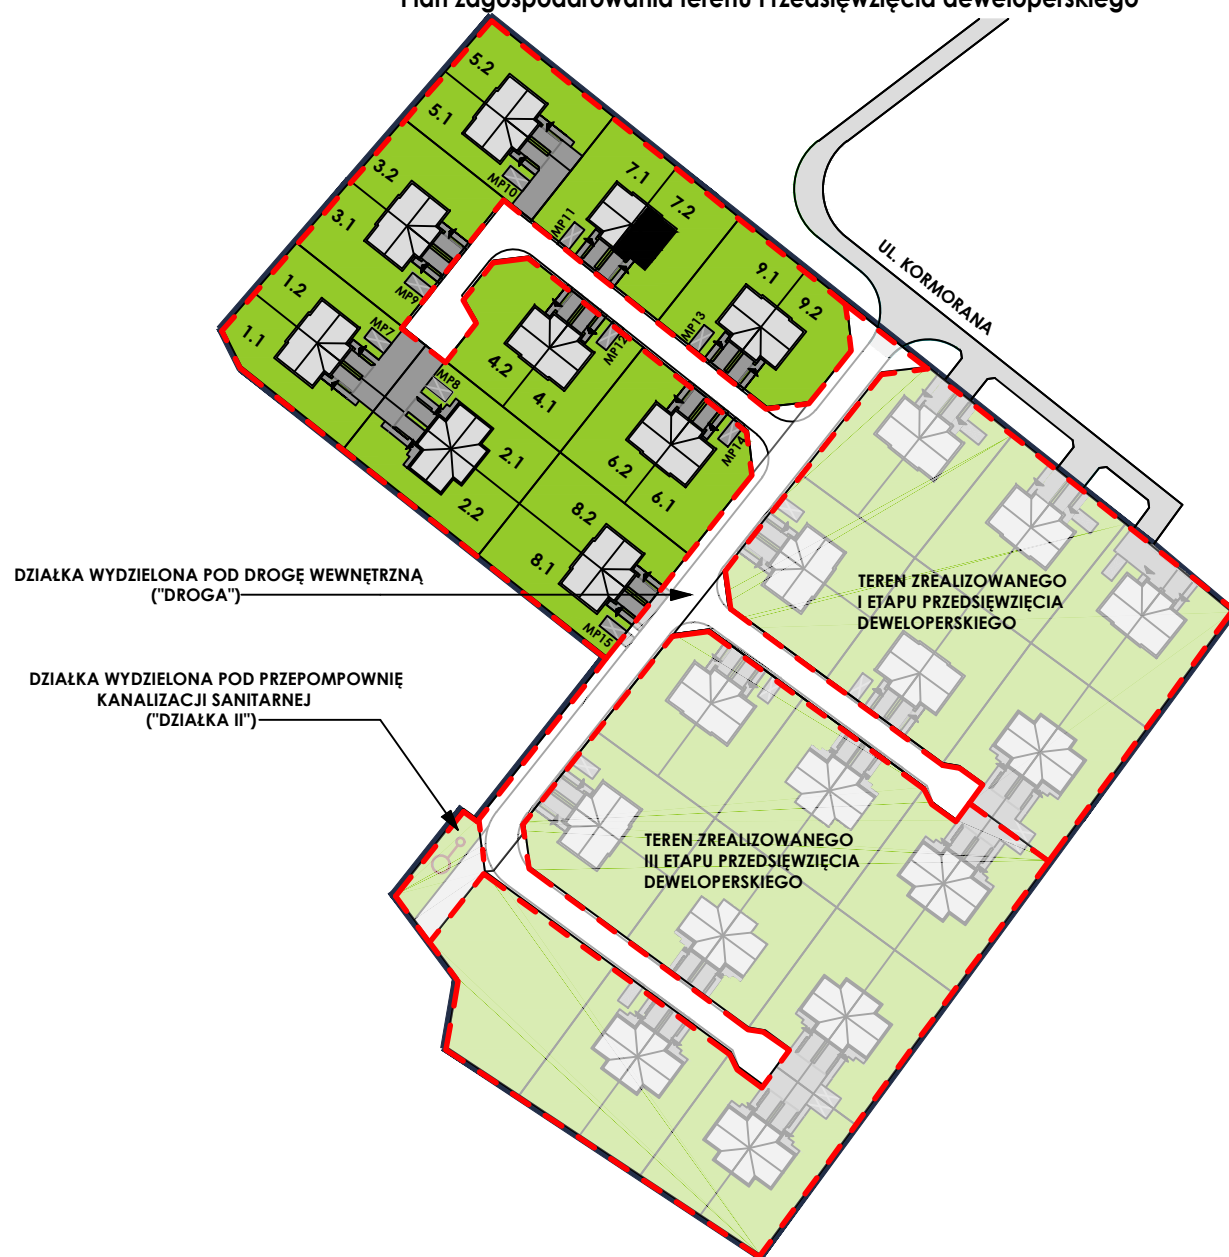 Plan zagospodarowania terenu Przedsięwzięcia deweloperskiego
5.2
5.1
3.2
3.1
1.2
1.1
MP10
MP11
7.1
7.2
MP9
MP7
MP8
9.1
9.2
MP13
MP12
4.2
4.1
2.1
2.2
6.2
6.1
MP14
8.2
8.1
MP15
UL. KORMORANA
DZIAŁKA WYDZIELONA POD DROGĘ WEWNĘTRZNĄ
("DROGA")
TEREN ZREALIZOWANEGO
I ETAPU PRZEDSIĘWZIĘCIA
DEWELOPERSKIEGO
DZIAŁKA WYDZIELONA POD PRZEPOMPOWNIĘ
KANALIZACJI SANITARNEJ
("DZIAŁKA II")
TEREN ZREALIZOWANEGO
III ETAPU PRZEDSIĘWZIĘCIA
DEWELOPERSKIEGO